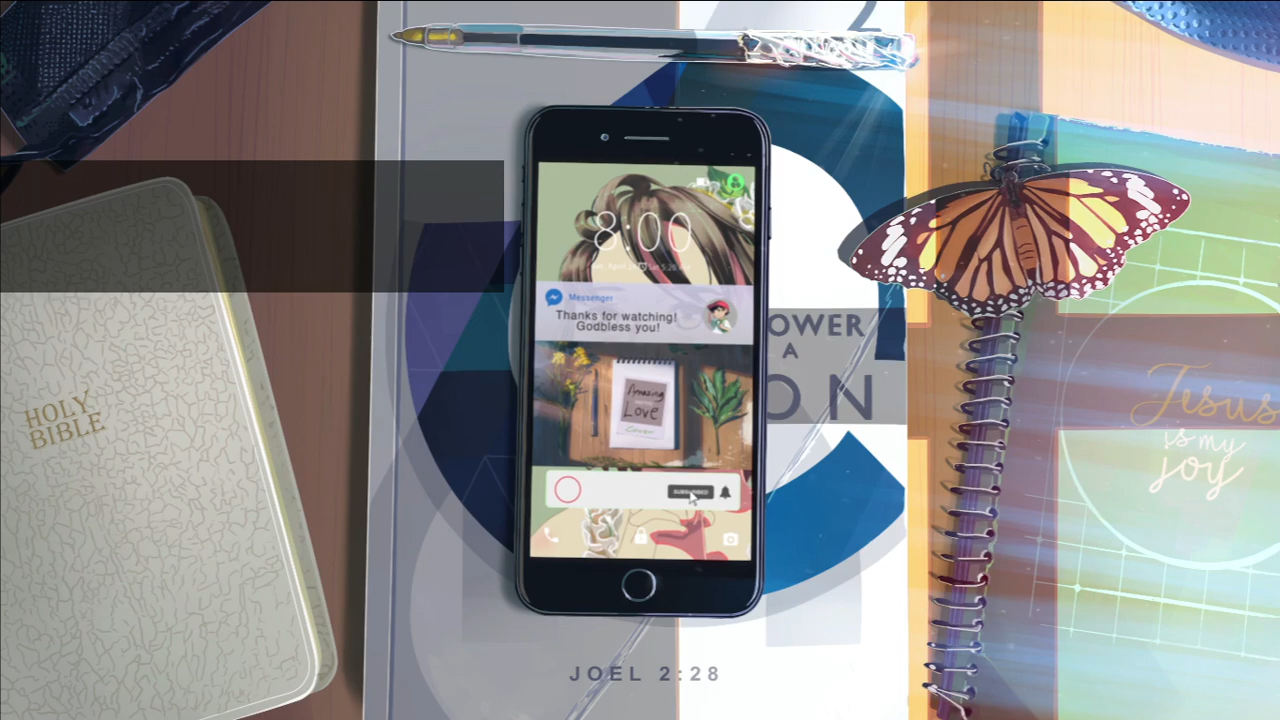 HOLY
BIBLE
8:00
Messenger
Thanks for watching!
Godbless you!
Amazing
Love
SUBSCRIBED
OWER
A
ON
JOEL 2:28
Jesus
is my
joy